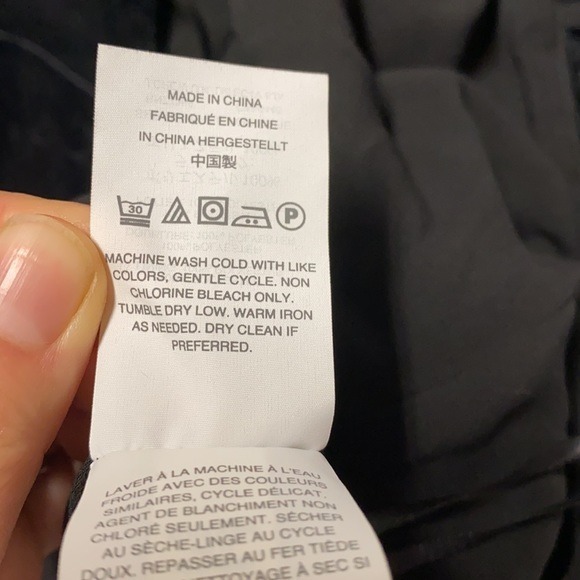 MADE IN CHINA
FABRIQUÉ EN CHINE
IN CHINA HERGESTELLT
中国製
30
P
MACHINE WASH COLD WITH LIKE
COLORS, GENTLE CYCLE. NON
CHLORINE BLEACH ONLY.
TUMBLE DRY LOW. WARM IRON
AS NEEDED. DRY CLEAN IF
PREFERRED.
LAVER À LA MACHINE À L'EAU
FROIDE AVEC DES COULEURS
SIMILAIRES, CYCLE DÉLICAT.
AGENT DE BLANCHIMENT NON
CHLORÉ SEULEMENT. SÉCHER
AU SÈCHE-LINGE AU CYCLE
DOUX. REPASSER AU FER TIÈDE
NETTOYAGE À SEC SI